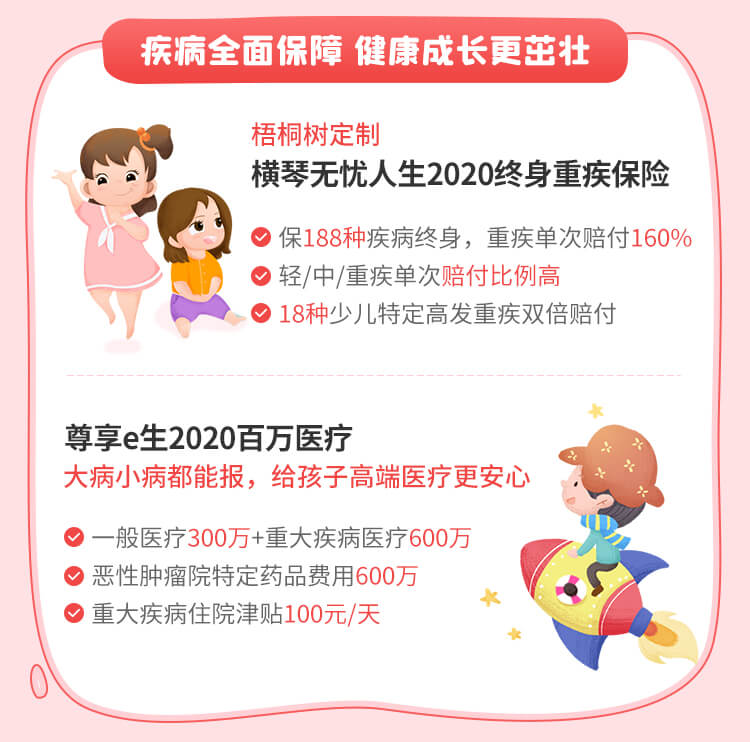 疾病全面保障 健康成长更茁壮
梧桐树定制
横琴无忧人生2020终身重疾保险
保188种疾病终身，重疾单次赔付160%
轻/中/重疾单次赔付比例高
18种少儿特定高发重疾双倍赔付
尊享e生2020百万医疗
大病小病都能报，给孩子高端医疗更安心
一般医疗300万+重大疾病医疗600万
恶性肿瘤院特定药品费用600万
重大疾病住院津贴100元/天